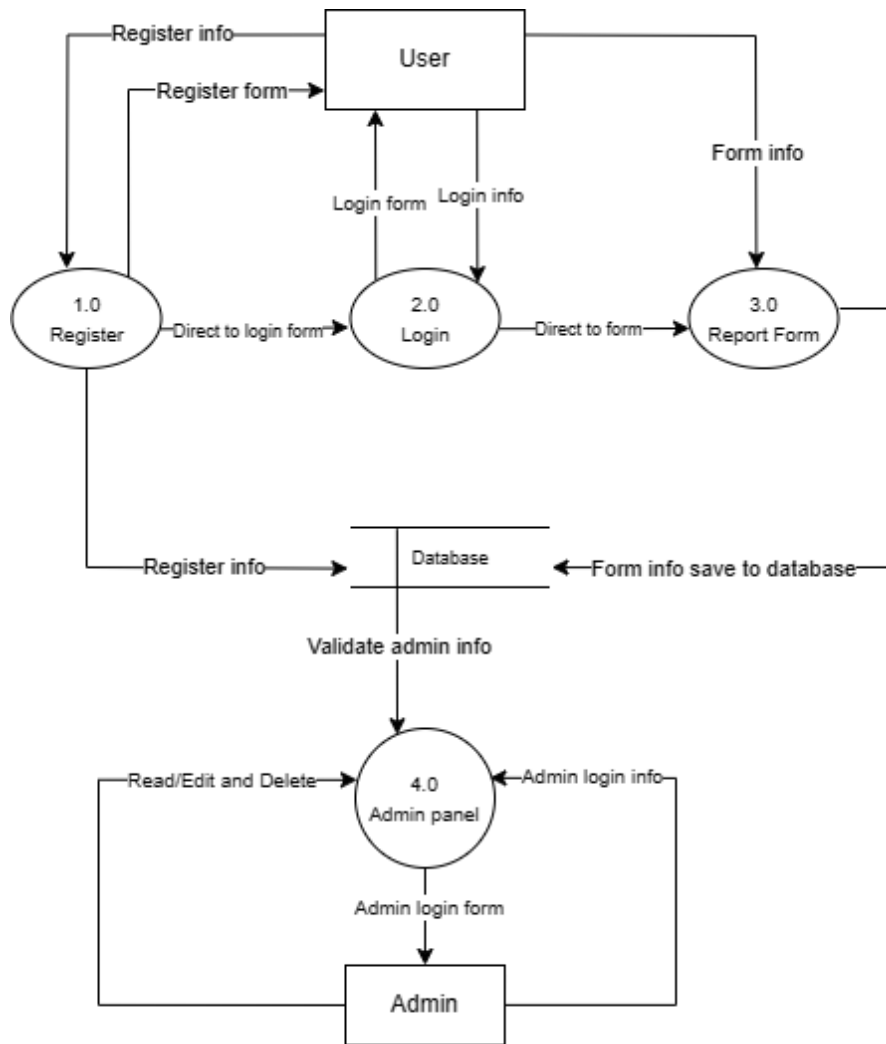 Register info
User
Register form
Form info
Login form
Login info
1.0
Register
Direct to login form
2.0
Login
Direct to form
3.0
Report Form
Register info
Database
Form info save to database
Validate admin info
Read/Edit and Delete
4.0
Admin panel
Admin login info
Admin login form
Admin